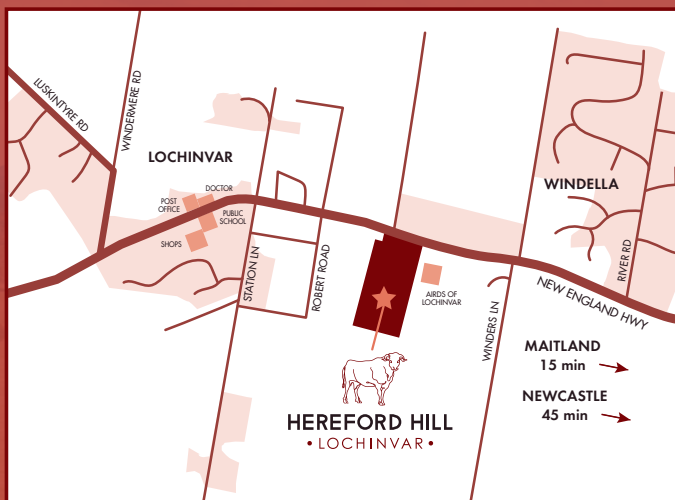 LUSKINTYRE RD
WINDERMERE RD
LOCHINVAR
DOCTOR
POST
OFFICE
PUBLIC
SCHOOL
SHOPS
STATION LN
ROBERT ROAD
AIRDS OF
LOCHINVAR
WINDERS LN
WINDELLA
RIVER RD
NEW ENGLAND HWY
MAITLAND
15 min
NEWCASTLE
45 min
HEREFORD HILL
• LOCHINVAR •